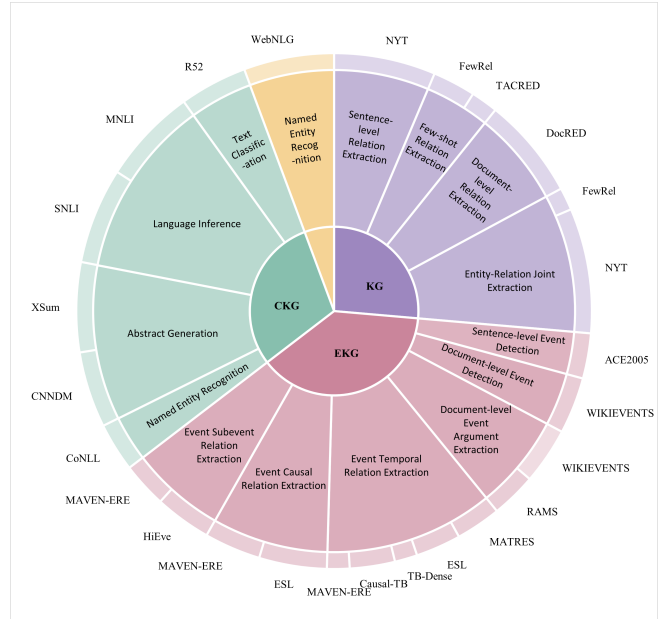 WebNLG
NYT
R52
FewRel
TACRED
MNLI
DocRED
SNLI
FewRel
XSum
NYT
CNNDM
ACE2005
CoNLL
WIKIEVENTS
MAVEN-ERE
WIKIEVENTS
HiEve
RAMS
MAVEN-ERE
MATRES
ESL
MAVEN-ERE
Causal-TB
TB-Dense
ESL
Named
Entity
Recog
-nition
Sentence-
level
Relation
Extraction
Few-shot
Relation
Extraction
Document-
level
Relation
Extraction
Entity-Relation Joint
Extraction
Text
Classific
-ation
Language Inference
Abstract Generation
Named Entity Recognition
CKG
KG
EKG
Sentence-level Event
Detection
Document-level Event
Detection
Document-level
Event
Argument
Extraction
Event Temporal
Relation Extraction
Event Causal
Relation Extraction
Event Subevent
Relation
Extraction